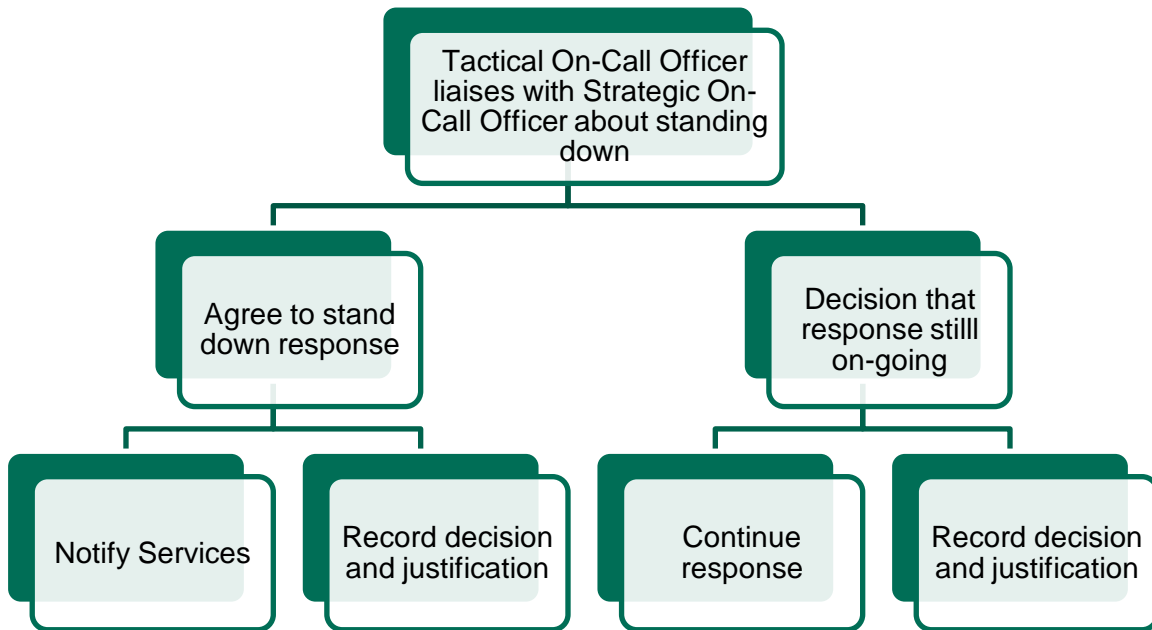 Tactical On-Call Officer
liaises with Strategic On-
Call Officer about standing
down
Agree to stand
down response
Decision that
response stilll
on-going
Notify Services
Record decision
and justification
Continue
response
Record decision
and justification